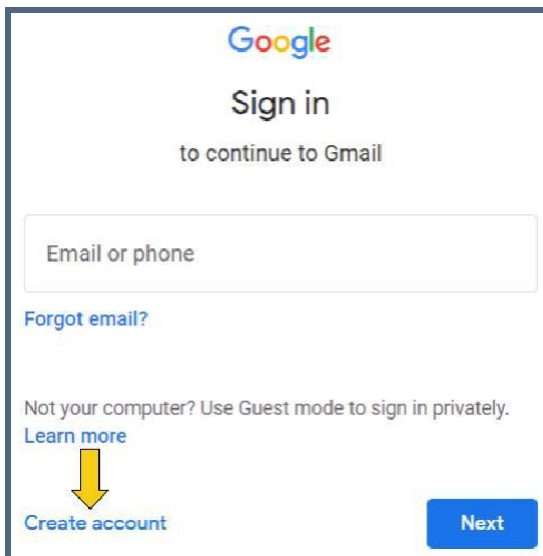 Google
Sign in
to continue to Gmail
Email or phone
Forgot email?
Not your computer? Use Guest mode to sign in privately.
Learn more
Create account
Next